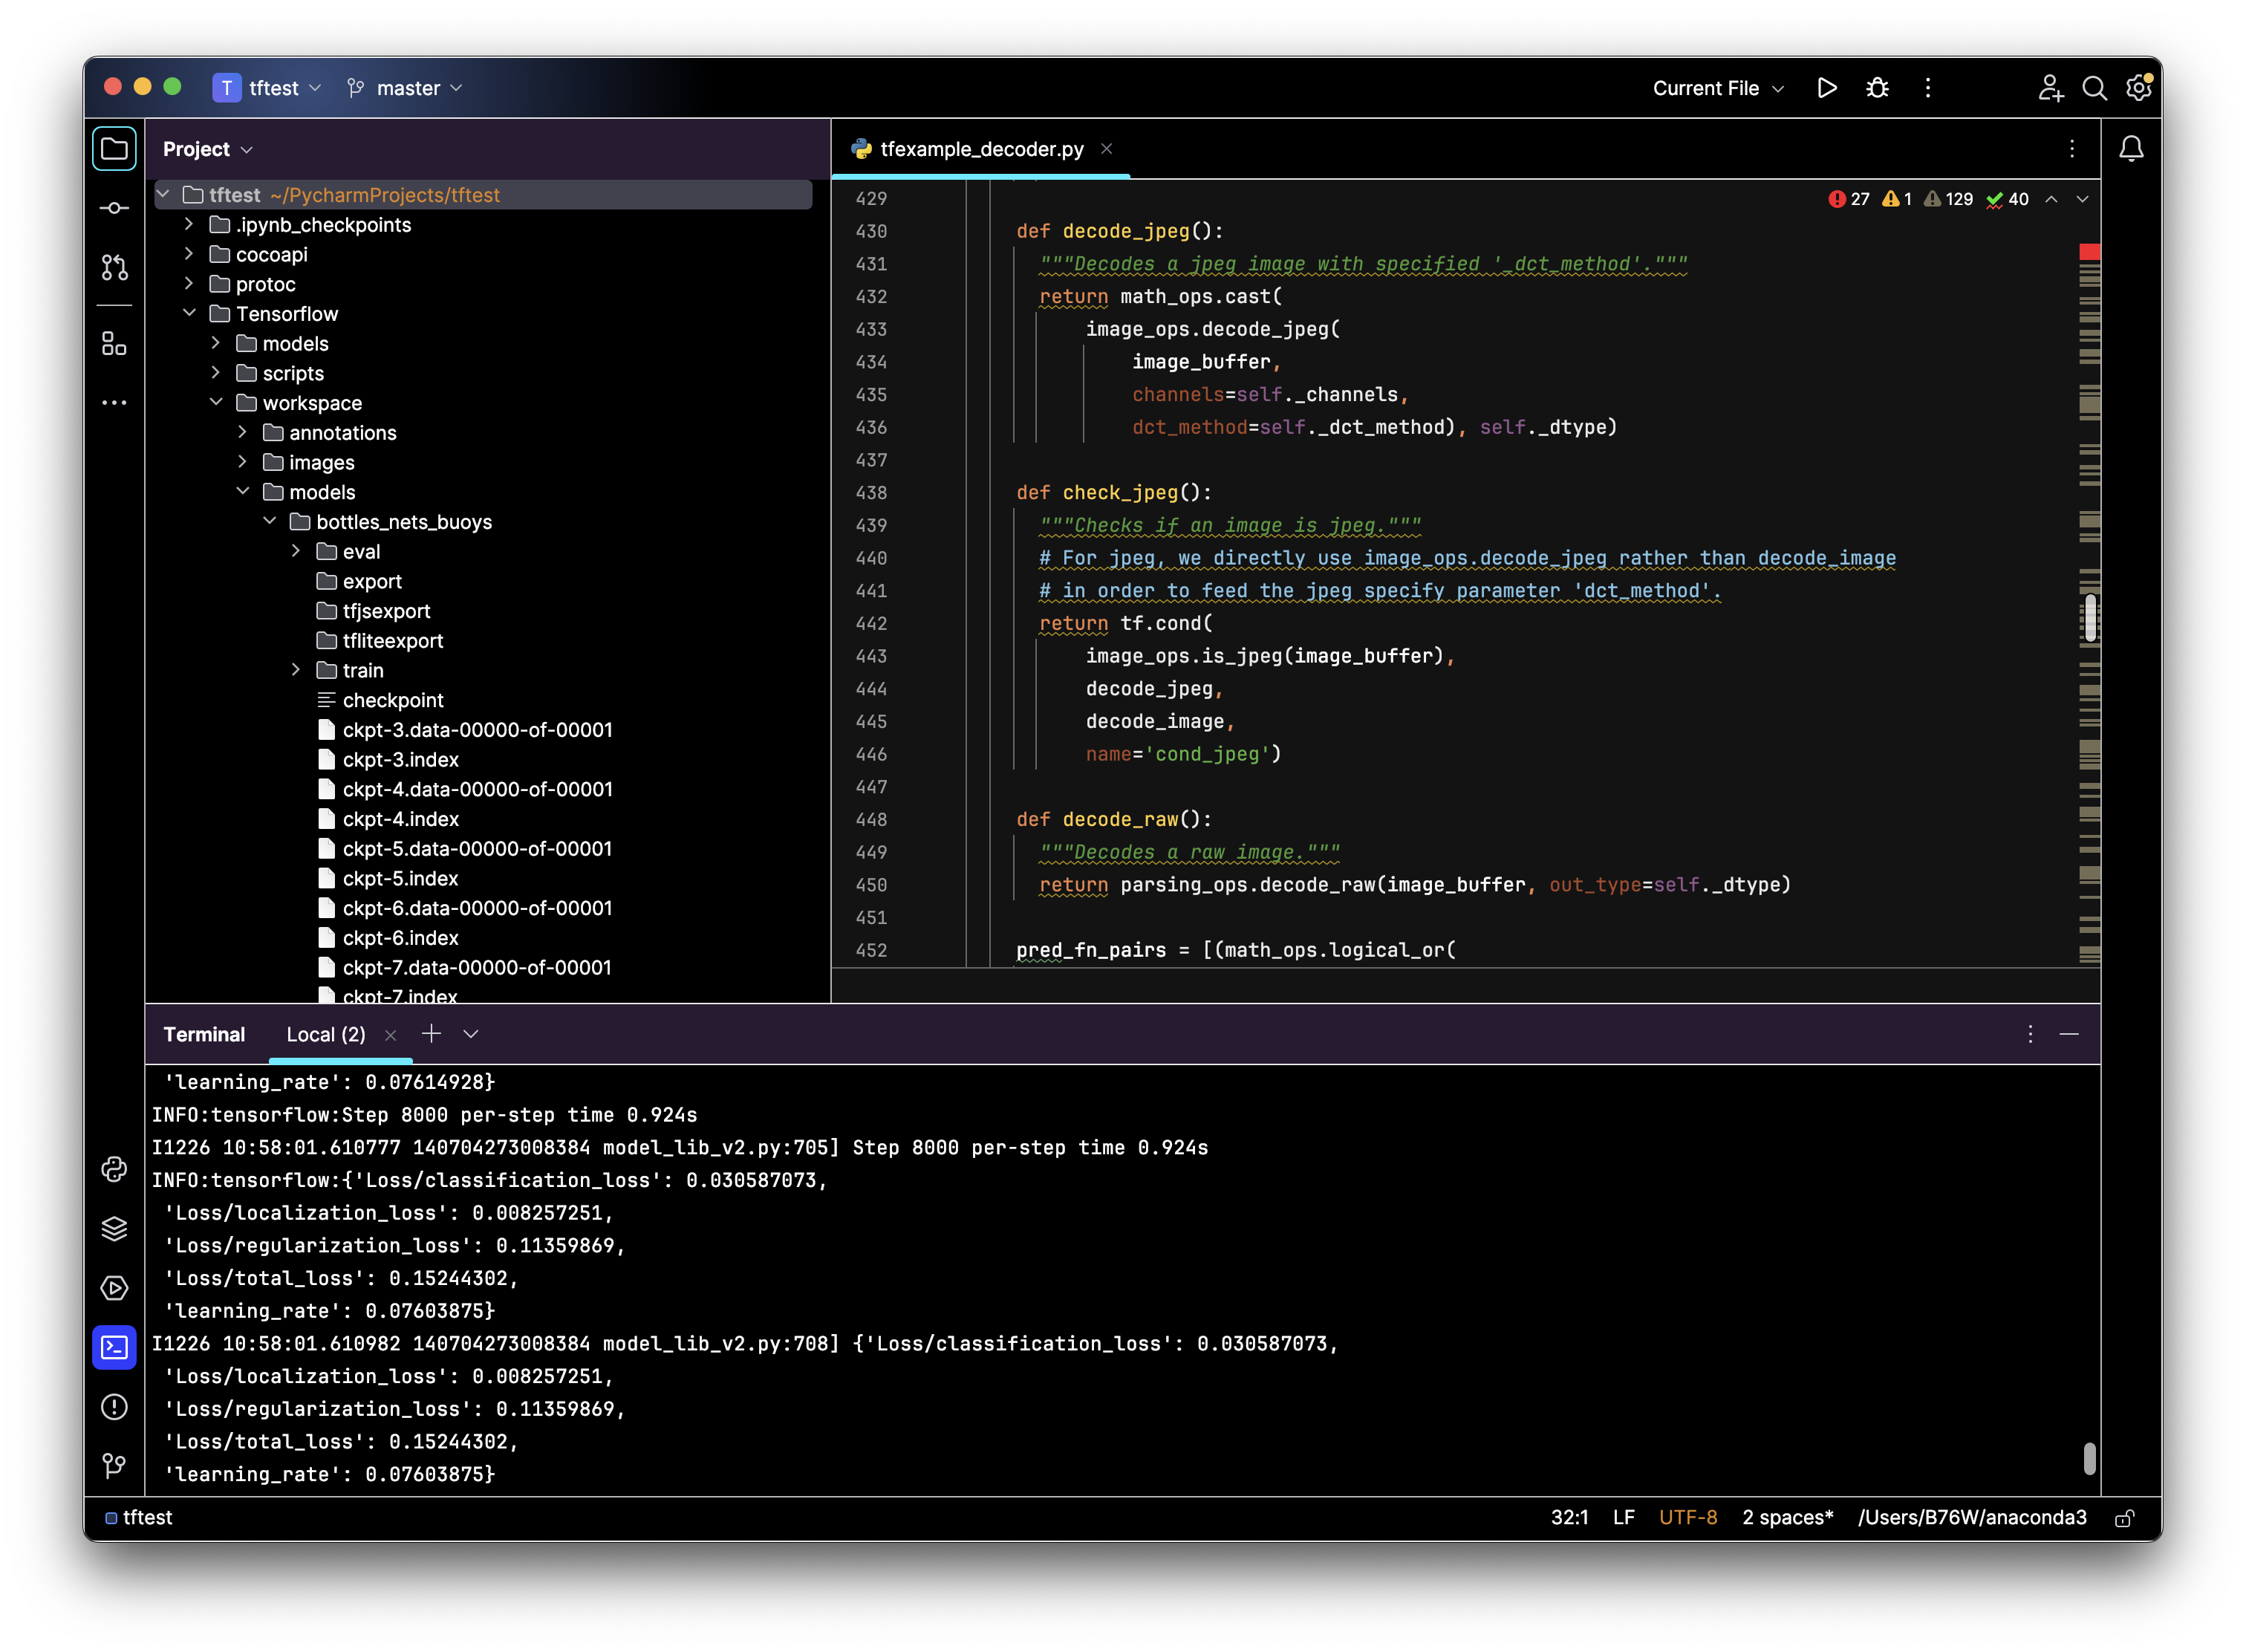 T tftest master Current File
Project
tftest ~/PycharmProjects/tftest
.ipynb_checkpoints
cocoapi
protoc
Tensorflow
models
scripts
workspace
annotations
images
models
bottles_nets_buoys
eval
export
tfjsexport
tfliteexport
train
checkpoint
ckpt-3.data-00000-of-00001
ckpt-3.index
ckpt-4.data-00000-of-00001
ckpt-4.index
ckpt-5.data-00000-of-00001
ckpt-5.index
ckpt-6.data-00000-of-00001
ckpt-6.index
ckpt-7.data-00000-of-00001
ckpt-7.index
tfexample_decoder.py
27 1 129 40
429
430 def decode_jpeg():
431 """Decodes a jpeg image with specified '_dct_method'."""
432 return math_ops.cast(
433 image_ops.decode_jpeg(
434 image_buffer,
435 channels=self._channels,
436 dct_method=self._dct_method), self._dtype)
437
438 def check_jpeg():
439 """Checks if an image is jpeg."""
440 # For jpeg, we directly use image_ops.decode_jpeg rather than decode_image
441 # in order to feed the jpeg specify parameter 'dct_method'.
442 return tf.cond(
443 image_ops.is_jpeg(image_buffer),
444 decode_jpeg,
445 decode_image,
446 name='cond_jpeg')
447
448 def decode_raw():
449 """Decodes a raw image."""
450 return parsing_ops.decode_raw(image_buffer, out_type=self._dtype)
451
452 pred_fn_pairs = [(math_ops.logical_or(
Terminal Local (2)
'learning_rate': 0.07614928}
INFO:tensorflow:Step 8000 per-step time 0.924s
I1226 10:58:01.610777 140704273008384 model_lib_v2.py:705] Step 8000 per-step time 0.924s
INFO:tensorflow:{'Loss/classification_loss': 0.030587073,
'Loss/localization_loss': 0.008257251,
'Loss/regularization_loss': 0.11359869,
'Loss/total_loss': 0.15244302,
'learning_rate': 0.07603875}
I1226 10:58:01.610982 140704273008384 model_lib_v2.py:708] {'Loss/classification_loss': 0.030587073,
'Loss/localization_loss': 0.008257251,
'Loss/regularization_loss': 0.11359869,
'Loss/total_loss': 0.15244302,
'learning_rate': 0.07603875}
tftest 32:1 LF UTF-8 2 spaces* /Users/B76W/anaconda3